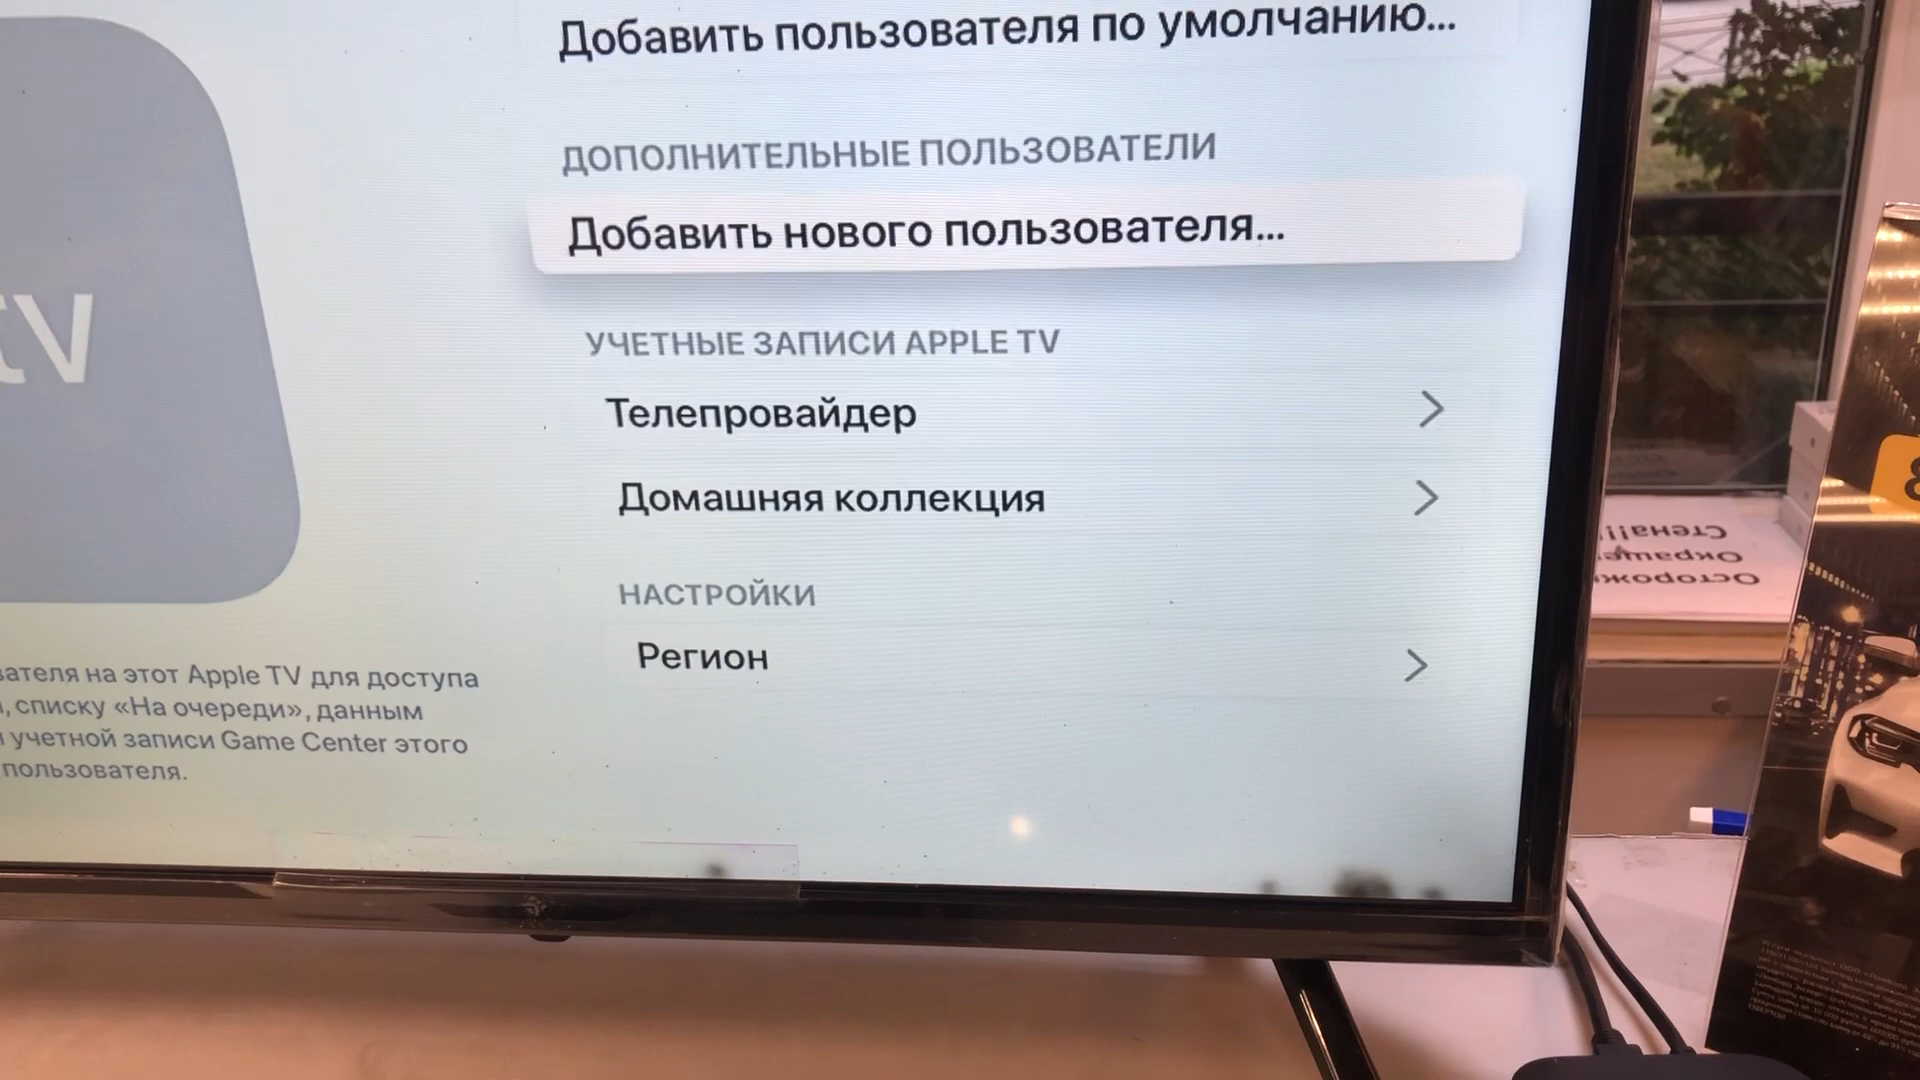 Добавить пользователя по умолчанию...
ДОПОЛНИТЕЛЬНЫЕ ПОЛЬЗОВАТЕЛИ
Добавить нового пользователя...
УЧЕТНЫЕ ЗАПИСИ APPLE TV
Телепровайдер
Домашняя коллекция
НАСТРОЙКИ
Регион
tv
на этот Apple TV для доступа
списку «На очереди», данным
учетной записи Game Center этого
пользователя.
Стена!!!